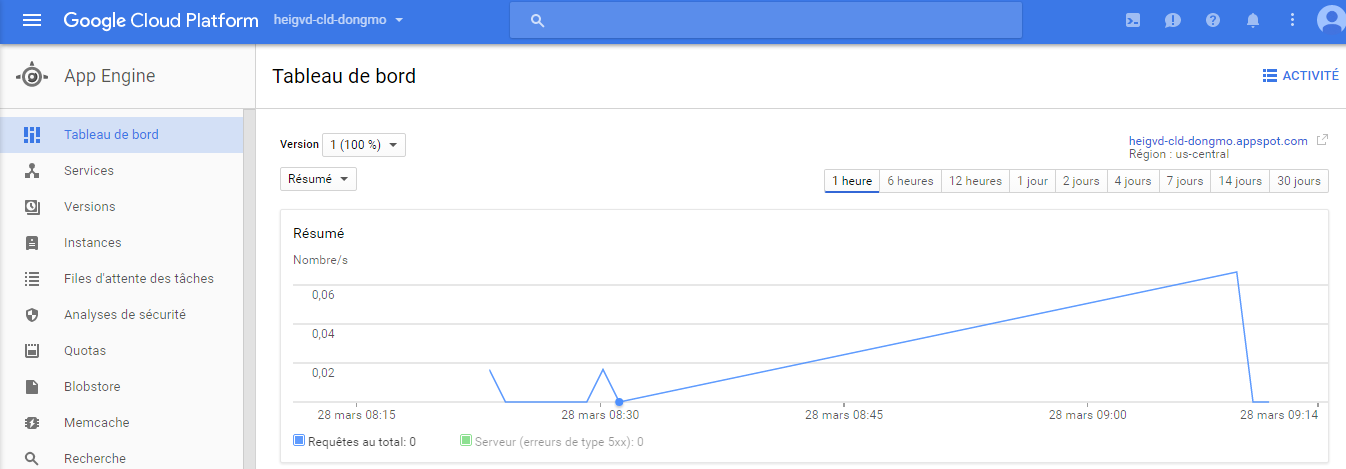 Google Cloud Platform heigvd-cld-dongmo
App Engine
Tableau de bord
ACTIVITÉ
Tableau de bord
Services
Versions
Instances
Files d'attente des tâches
Analyses de sécurité
Quotas
Blobstore
Memcache
Recherche
Version 1 (100 %)
heigvd-cld-dongmo.appspot.com
Région : us-central
Résumé
1 heure 6 heures 12 heures 1 jour 2 jours 4 jours 7 jours 14 jours 30 jours
Résumé
Nombre/s
0,06
0,04
0,02
28 mars 08:15 28 mars 08:30 28 mars 08:45 28 mars 09:00 28 mars 09:14
Requêtes au total: 0 Serveur (erreurs de type 5xx): 0